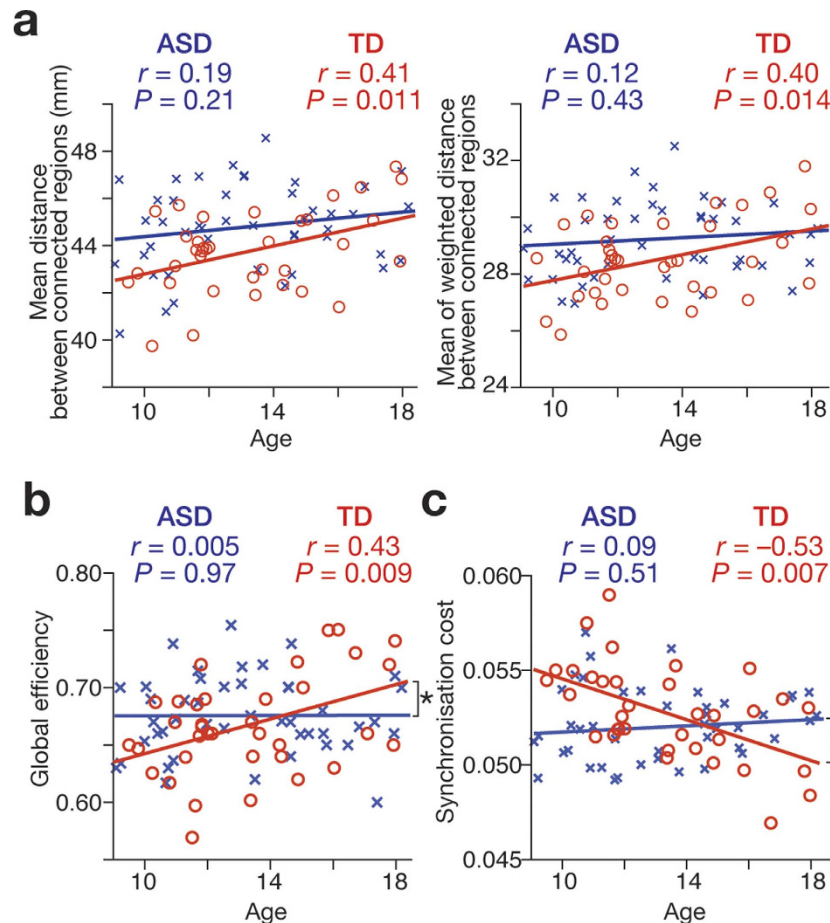 a
ASD
r = 0.19
P = 0.21
TD
r = 0.41
P = 0.011
Mean distance
between connected regions (mm)
48
44
40
10
14
18
Age
ASD
r = 0.12
P = 0.43
TD
r = 0.40
P = 0.014
Mean of weighted distance
between connected regions
32
28
24
10
14
18
Age
b
ASD
r = 0.005
P = 0.97
TD
r = 0.43
P = 0.009
Global efficiency
0.80
0.70
0.60
*
10
14
18
Age
c
ASD
r = 0.09
P = 0.51
TD
r = –0.53
P = 0.007
Synchronisation cost
0.060
0.055
0.050
0.045
10
14
18
Age